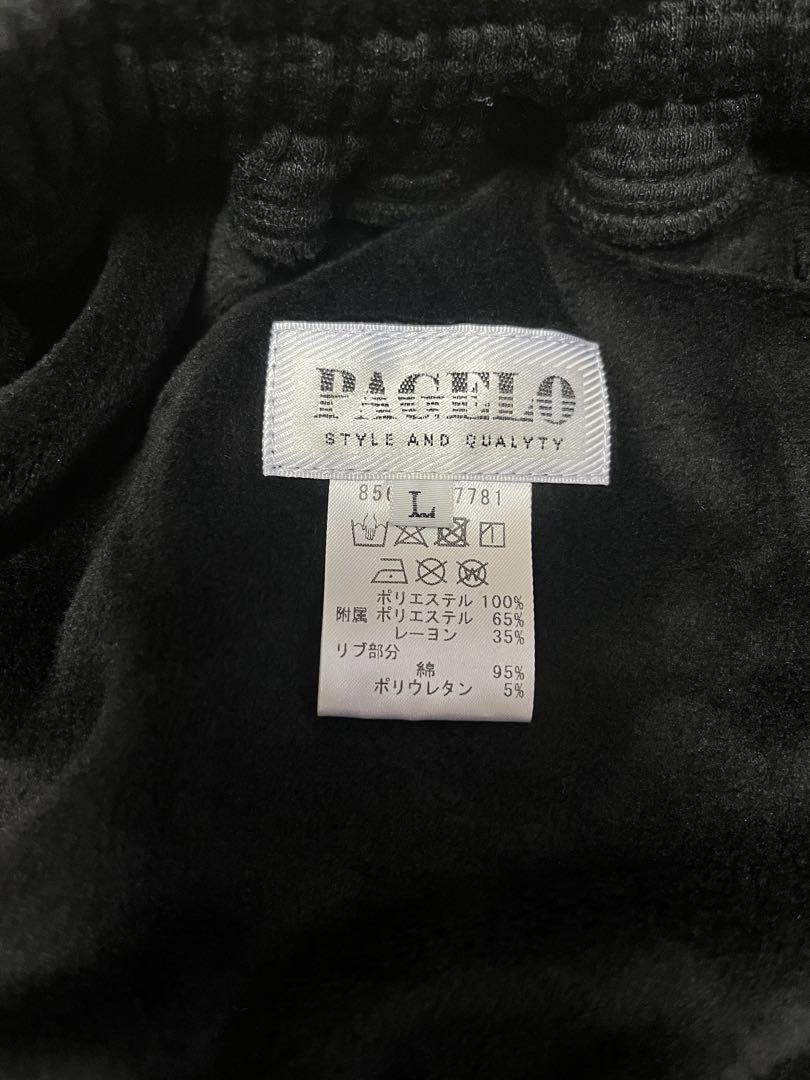 PAGELO
STYLE AND QUALYTY
L
7781
ポリエステル 100%
附属 ポリエステル 65%
レーヨン 35%
リブ部分
綿 95%
ポリウレタン 5%